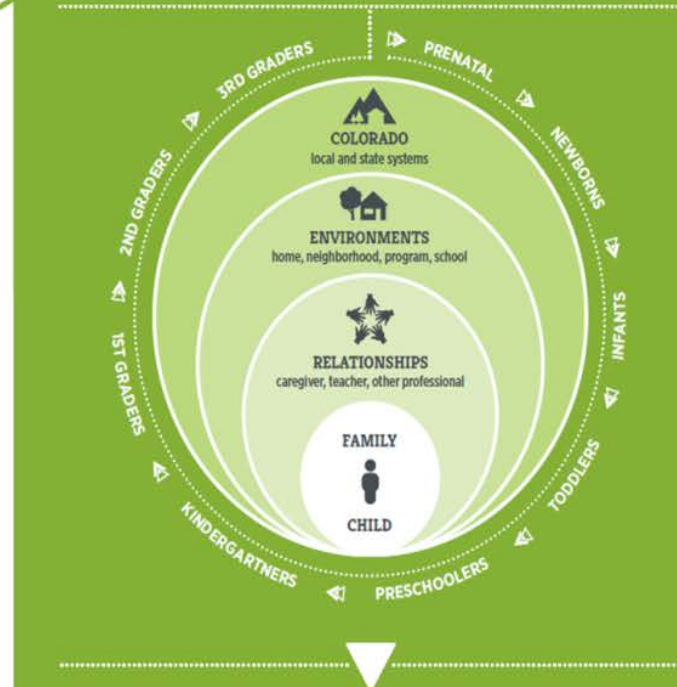 PRENATAL
NEWBORNS
INFANTS
TODDLERS
PRESCHOOLERS
KINDERGARTNERS
1ST GRADERS
2ND GRADERS
3RD GRADERS
COLORADO
local and state systems
ENVIRONMENTS
home, neighborhood, program, school
RELATIONSHIPS
caregiver, teacher, other professional
FAMILY
CHILD